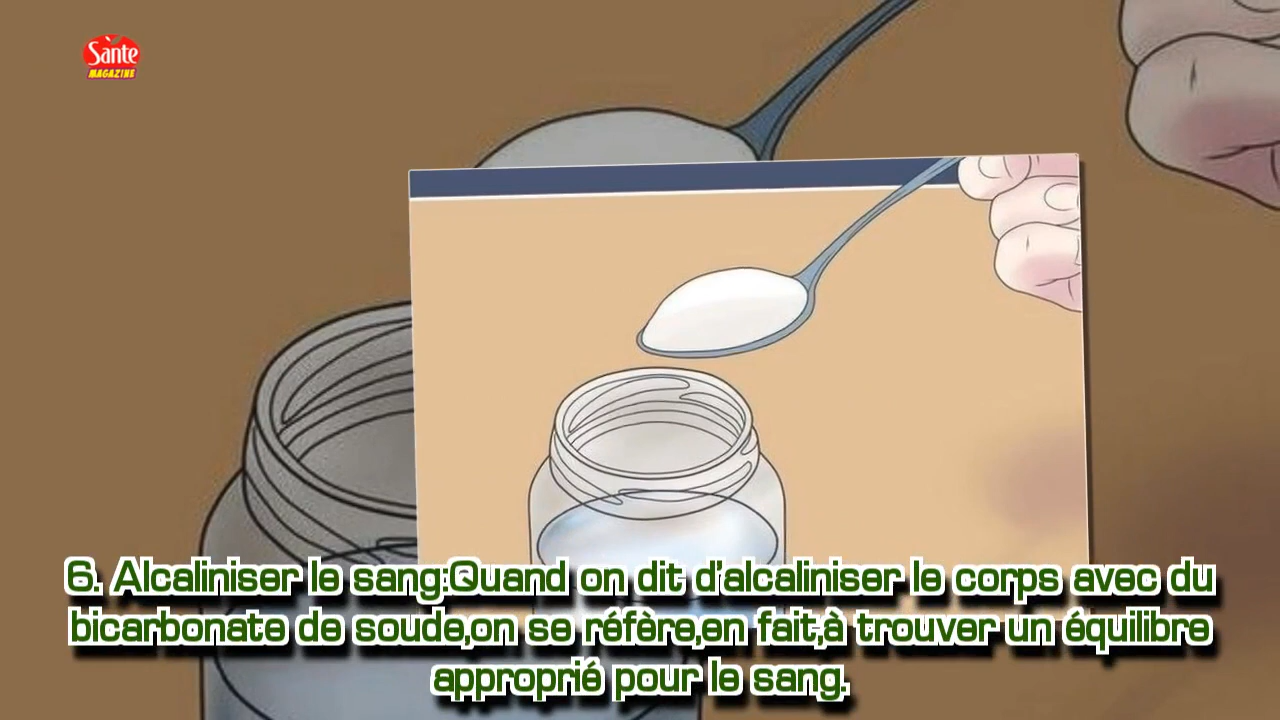 Sànte
MAGAZINE
6. Alcaliniser le sang:Quand on dit d'alcaliniser le corps avec du
bicarbonate de soude,on se réfère,en fait,à trouver un équilibre
approprié pour le sang.